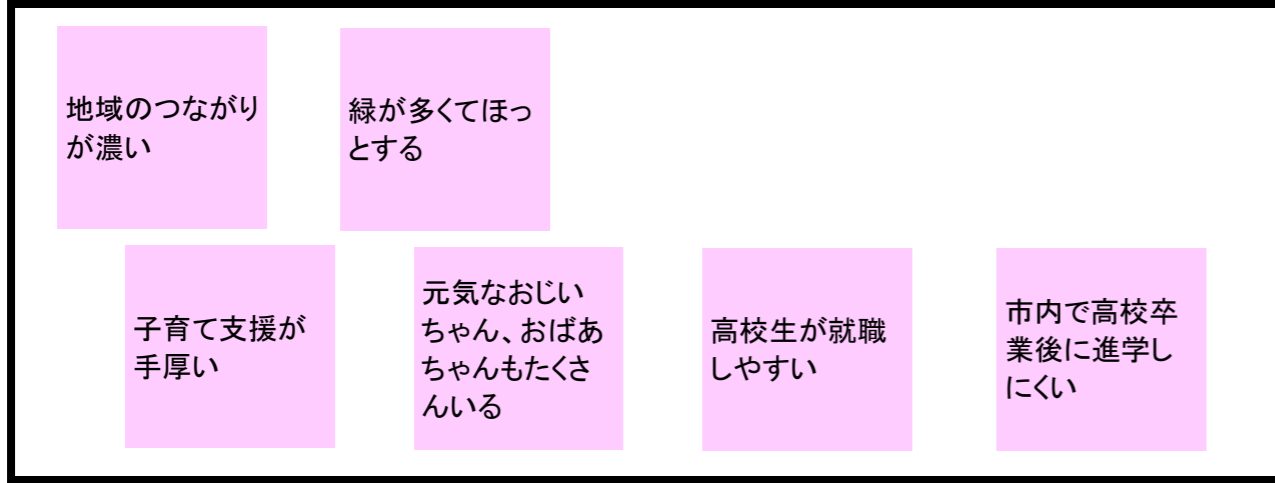 地域のつながり
が濃い
緑が多くてほっ
とする
子育て支援が
手厚い
元気なおじい
ちゃん、おばあ
ちゃんもたくさ
んいる
高校生が就職
しやすい
市内で高校卒
業後に進学し
にくい